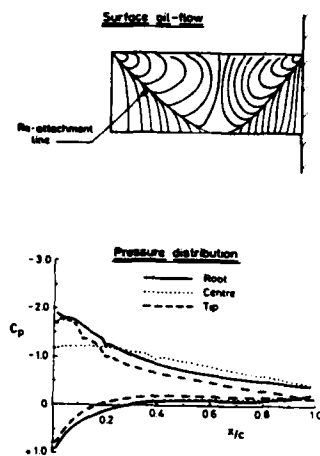 Surface oil-flow
Re-attachment
line
Pressure distribution
Root
Centre
Tip
-3.0
-2.0
Cp
-1.0
0
+1.0
0.2
0.4
0.6
0.8
1.0
x/c